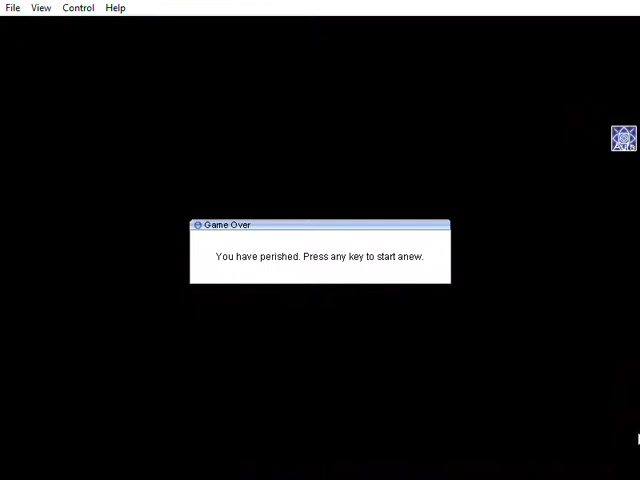 File View Control Help
Game Over
You have perished. Press any key to start anew.